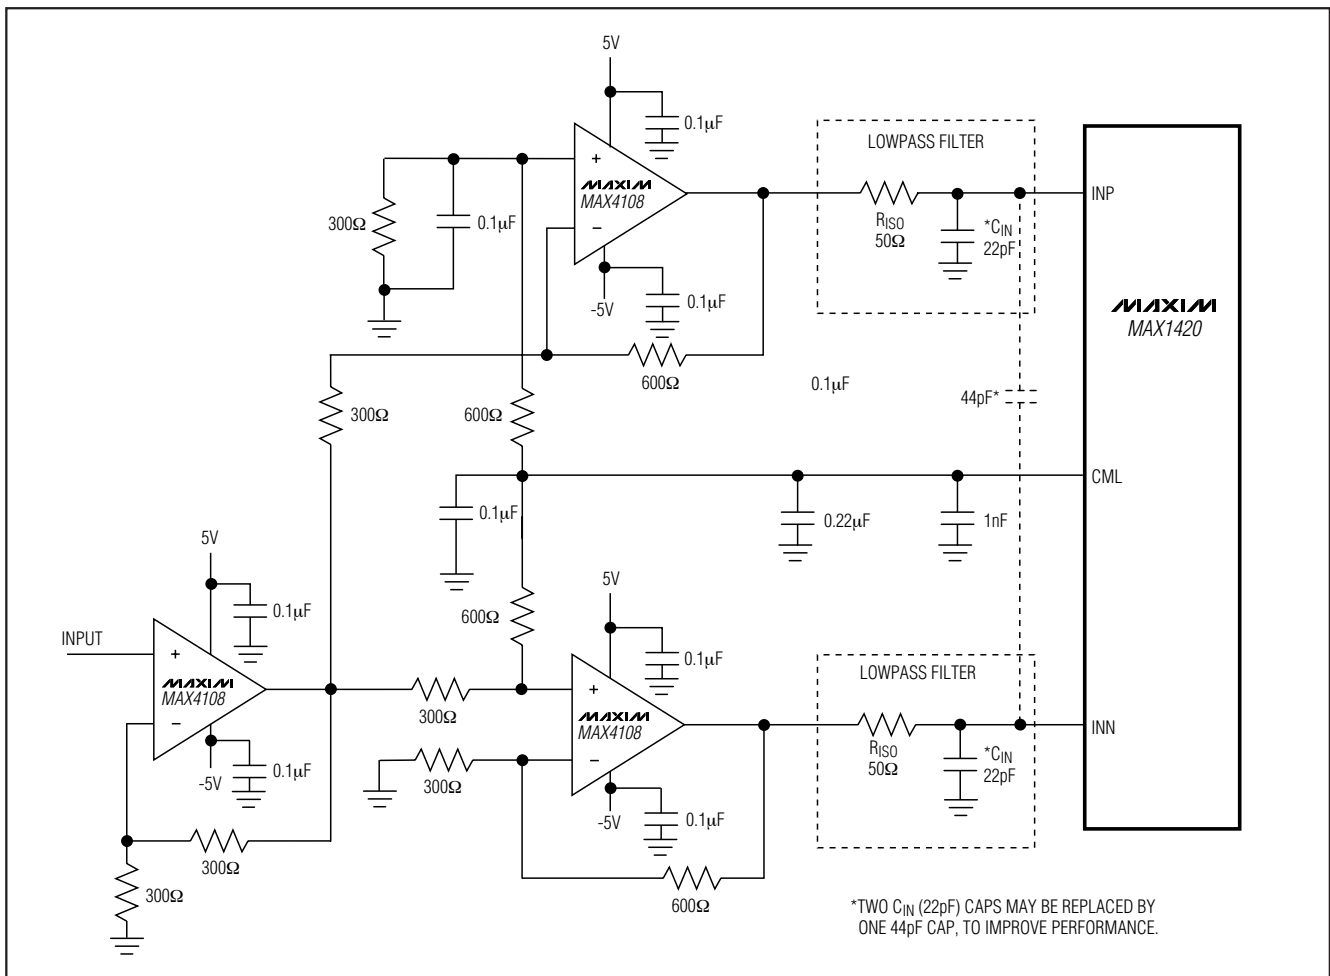 5V
0.1µF
LOWPASS FILTER
MAXIM
MAX4108
+
−
300Ω
0.1µF
INP
RISO
50Ω
*CIN
22pF
-5V
0.1µF
MAXIM
MAX1420
600Ω
0.1µF
44pF*
300Ω
600Ω
CML
0.1µF
0.22µF
1nF
5V
0.1µF
600Ω
5V
0.1µF
INPUT
+
−
MAXIM
MAX4108
LOWPASS FILTER
300Ω
+
−
MAXIM
MAX4108
INN
RISO
50Ω
*CIN
22pF
-5V
0.1µF
300Ω
-5V
0.1µF
300Ω
300Ω
600Ω
*TWO CIN (22pF) CAPS MAY BE REPLACED BY
ONE 44pF CAP, TO IMPROVE PERFORMANCE.